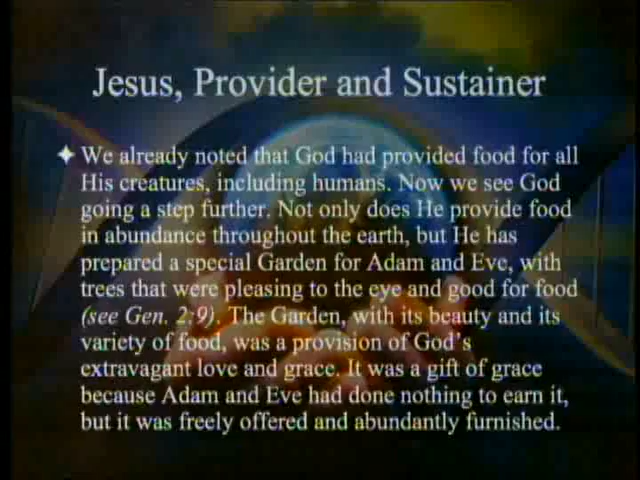 Jesus, Provider and Sustainer
We already noted that God had provided food for all
His creatures, including humans. Now we see God
going a step further. Not only does He provide food
in abundance throughout the earth, but He has
prepared a special Garden for Adam and Eve, with
trees that were pleasing to the eye and good for food
(see Gen. 2:9). The Garden, with its beauty and its
variety of food, was a provision of God's
extravagant love and grace. It was a gift of grace
because Adam and Eve had done nothing to earn it,
but it was freely offered and abundantly furnished.